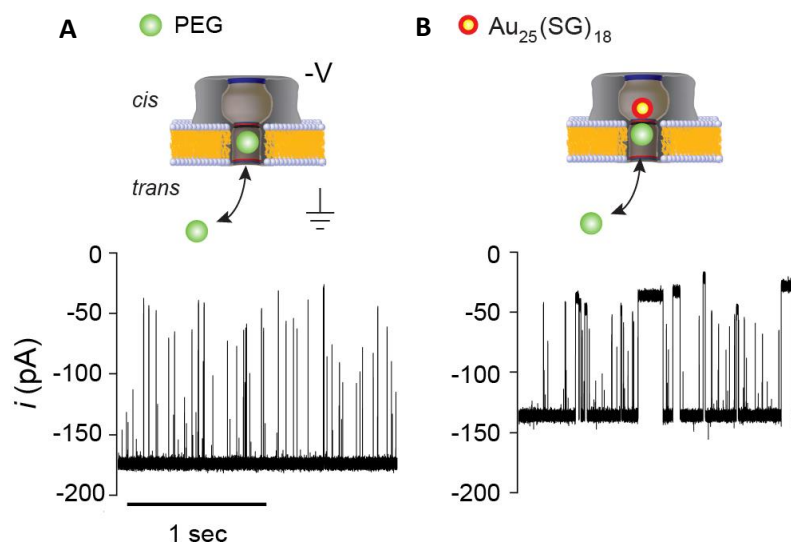 A
PEG
-V
cis
trans
0
-50
-100
-150
-200
i (pA)
1 sec
B
Au₂₅(SG)₁₈
0
-50
-100
-150
-200